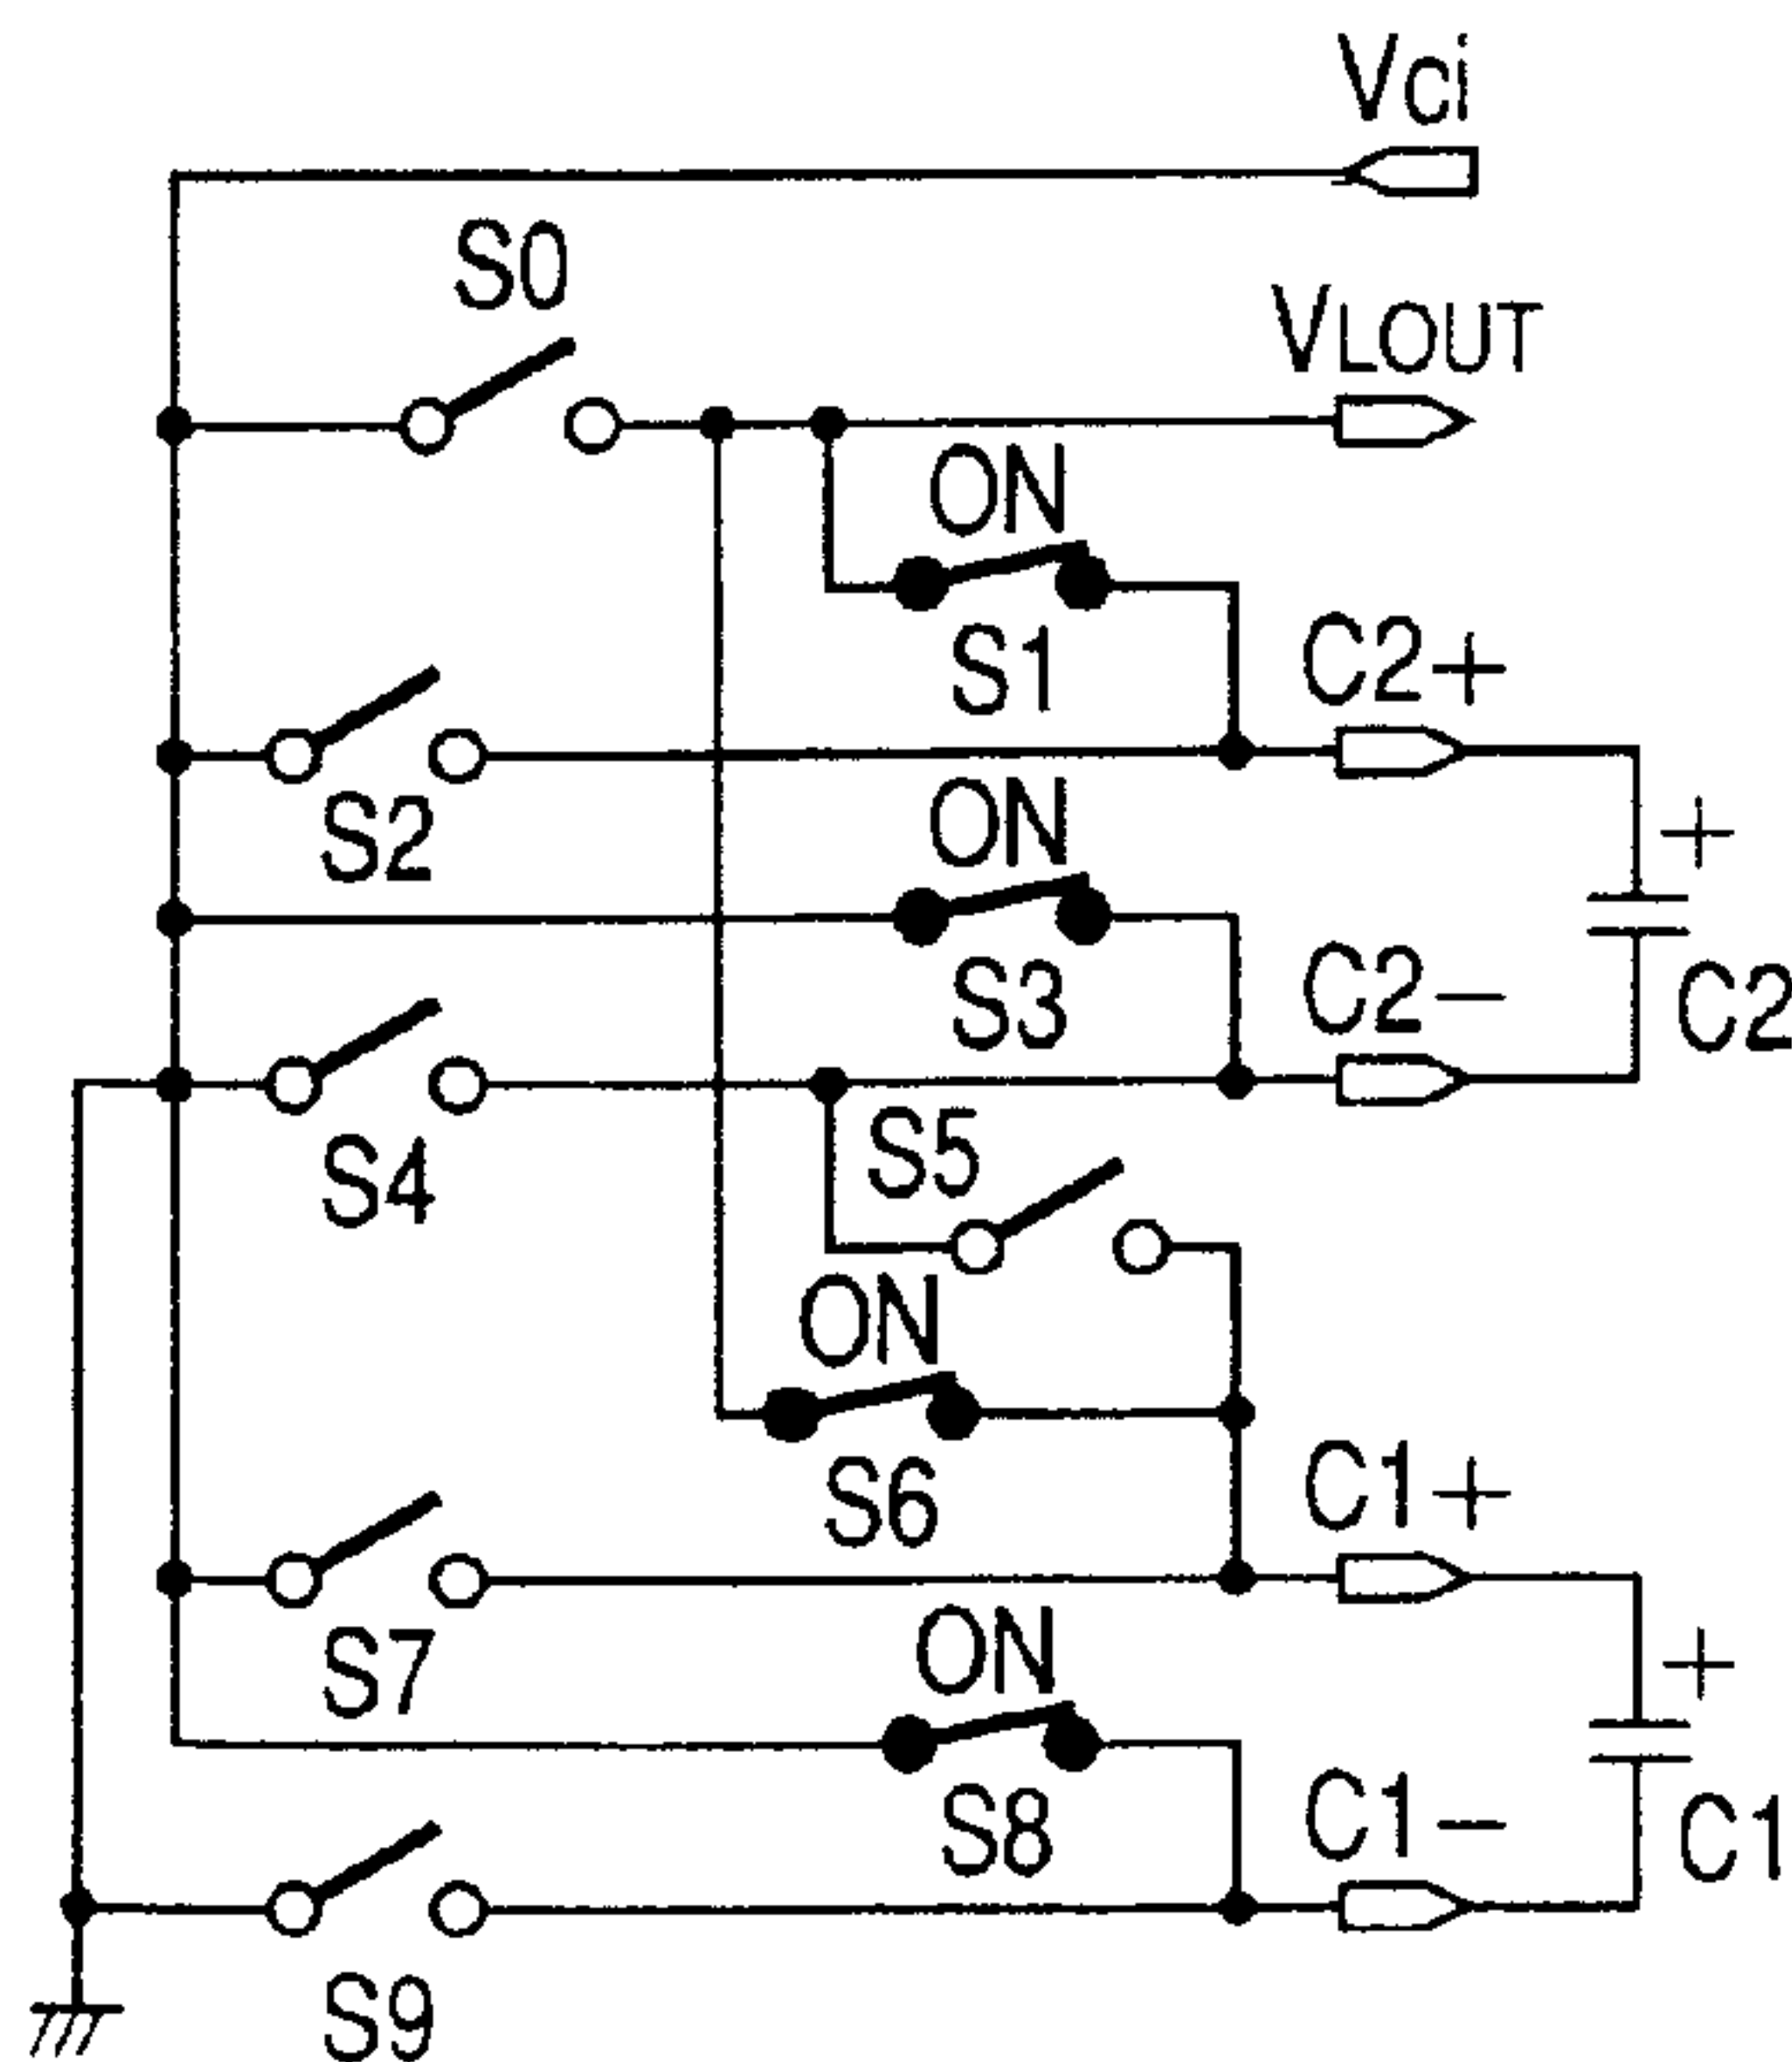 Vci
S0
VLOUT
ON
S1
C2+
S2
ON
+
S3
C2-
C2
S4
S5
ON
S6
C1+
S7
ON
+
S8
C1-
C1
S9